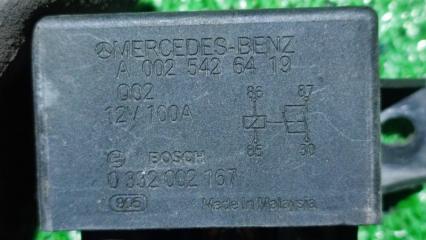 MERCEDES-BENZ
A 002 542 64 19
002
12V 100A
86 87
85 30
BOSCH
0 332 002 167
Made in Malaysia